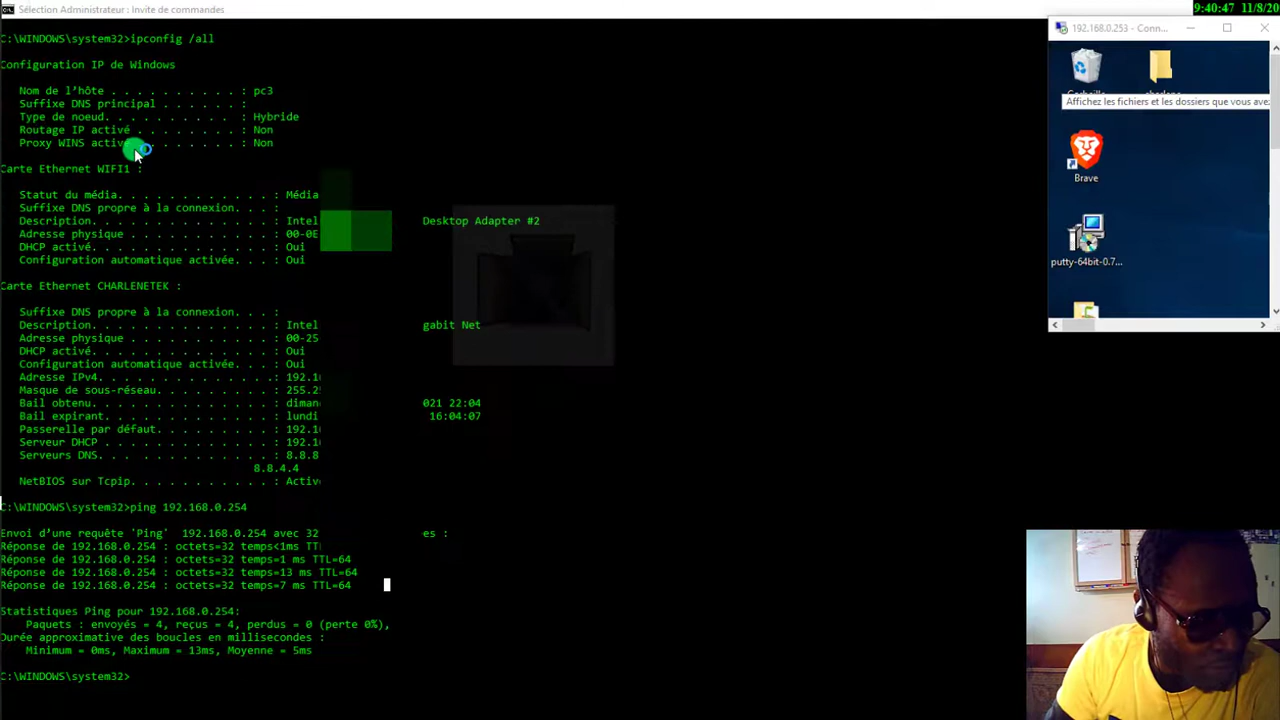 Sélection Administrateur : Invite de commandes
9:40:47 11/8/20
C:\WINDOWS\system32>ipconfig /all
192.168.0.253 - Conn...
Configuration IP de Windows
Nom de l'hôte . . . . . . . . . . : pc3
Suffixe DNS principal . . . . . . :
Affichez les fichiers et les dossiers que vous avez
Type de noeud. . . . . . . . . . : Hybride
Routage IP activé . . . . . . . . : Non
Proxy WINS activ . . . . . . . : Non
Carte Ethernet WIFI1 :
Brave
Statut du média. . . . . . . . . . . . : Média
Suffixe DNS propre à la connexion. . . :
Description. . . . . . . . . . . . . . : Intel Desktop Adapter #2
Adresse physique . . . . . . . . . . . : 00-0E
DHCP activé. . . . . . . . . . . . . . : Oui
Configuration automatique activée. . . : Oui
putty-64bit-0.7...
Carte Ethernet CHARLENETEK :
Suffixe DNS propre à la connexion. . . :
Description. . . . . . . . . . . . . . : Intel gabit Net
Adresse physique . . . . . . . . . . . : 00-25
DHCP activé. . . . . . . . . . . . . . : Oui
Configuration automatique activée. . . : Oui
Adresse IPv4. . . . . . . . . . . . . .: 192.1
Masque de sous-réseau. . . . . . . . . : 255.2
Bail obtenu. . . . . . . . . . . . . . : diman 021 22:04
Bail expirant. . . . . . . . . . . . . : lundi 16:04:07
Passerelle par défaut. . . . . . . . . : 192.1
Serveur DHCP . . . . . . . . . . . . . : 192.1
Serveurs DNS. . . . . . . . . . . . . : 8.8.8
8.8.4.4
NetBIOS sur Tcpip. . . . . . . . . . . : Activ
C:\WINDOWS\system32>ping 192.168.0.254
Envoi d'une requête 'Ping' 192.168.0.254 avec 32 es :
Réponse de 192.168.0.254 : octets=32 temps<1ms TTL
Réponse de 192.168.0.254 : octets=32 temps=1 ms TTL=64
Réponse de 192.168.0.254 : octets=32 temps=13 ms TTL=64
Réponse de 192.168.0.254 : octets=32 temps=7 ms TTL=64
Statistiques Ping pour 192.168.0.254:
Paquets : envoyés = 4, reçus = 4, perdus = 0 (perte 0%),
Durée approximative des boucles en millisecondes :
Minimum = 0ms, Maximum = 13ms, Moyenne = 5ms
C:\WINDOWS\system32>